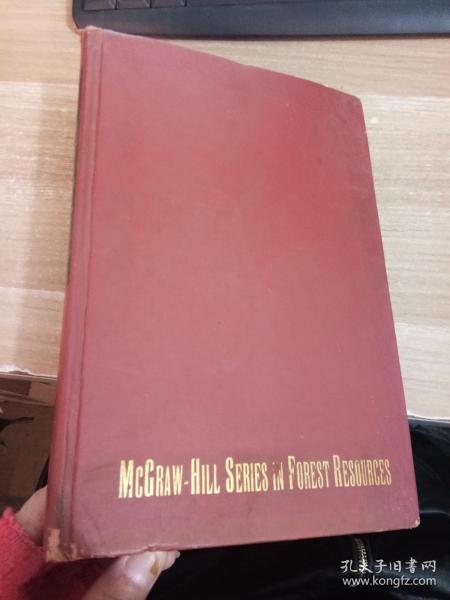 McGraw-Hill Series in Forest Resources
孔夫子旧书网
www.kongfz.com